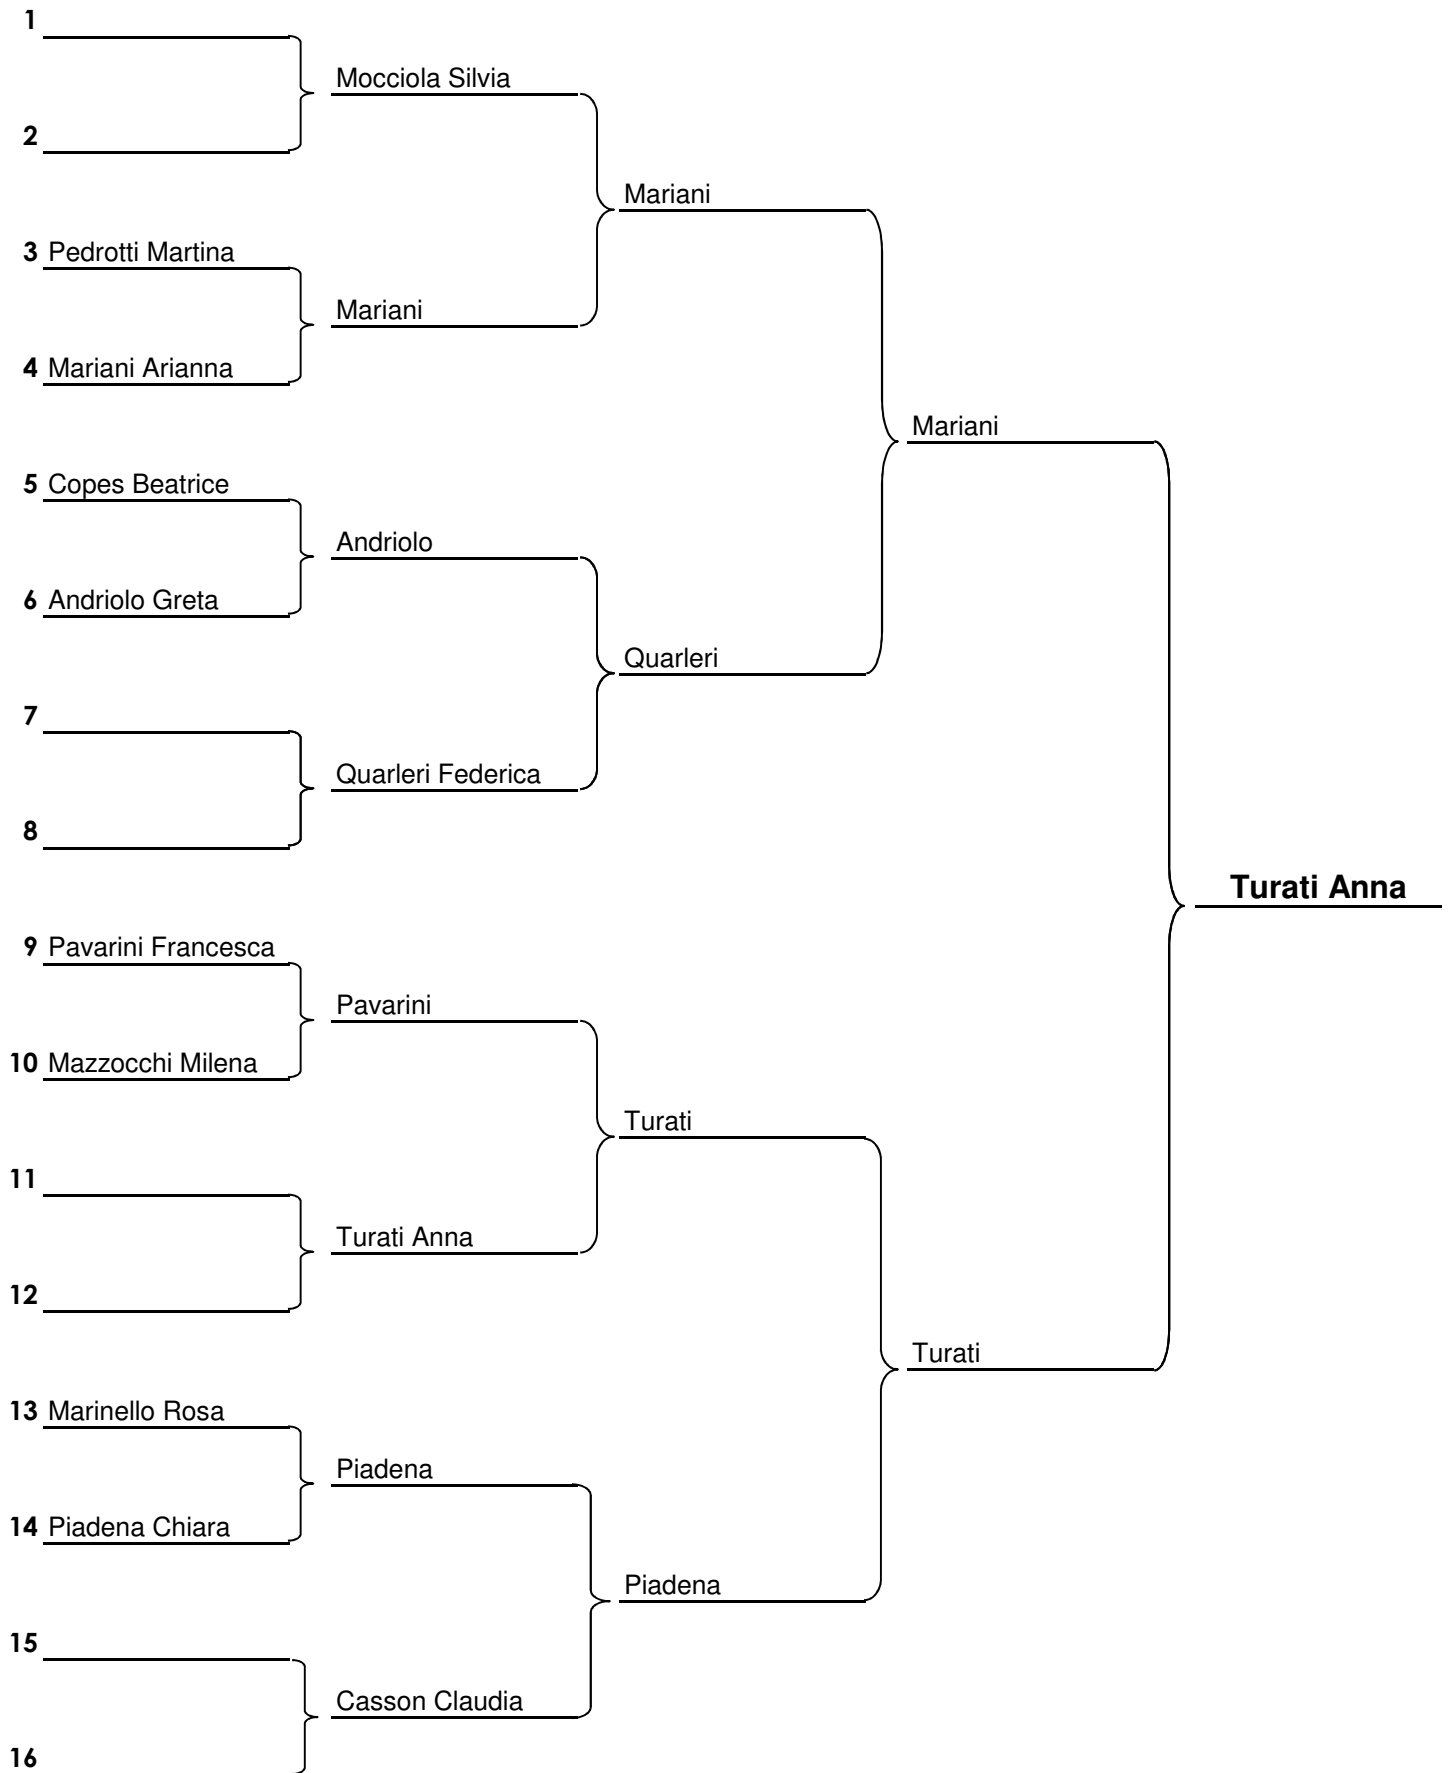 1
Mocciola Silvia
2
Mariani
3 Pedrotti Martina
Mariani
4 Mariani Arianna
Mariani
5 Copes Beatrice
Andriolo
6 Andriolo Greta
Quarleri
7
Quarleri Federica
8
Turati Anna
9 Pavarini Francesca
Pavarini
10 Mazzocchi Milena
Turati
11
Turati Anna
12
Turati
13 Marinello Rosa
Piadena
14 Piadena Chiara
Piadena
15
Casson Claudia
16